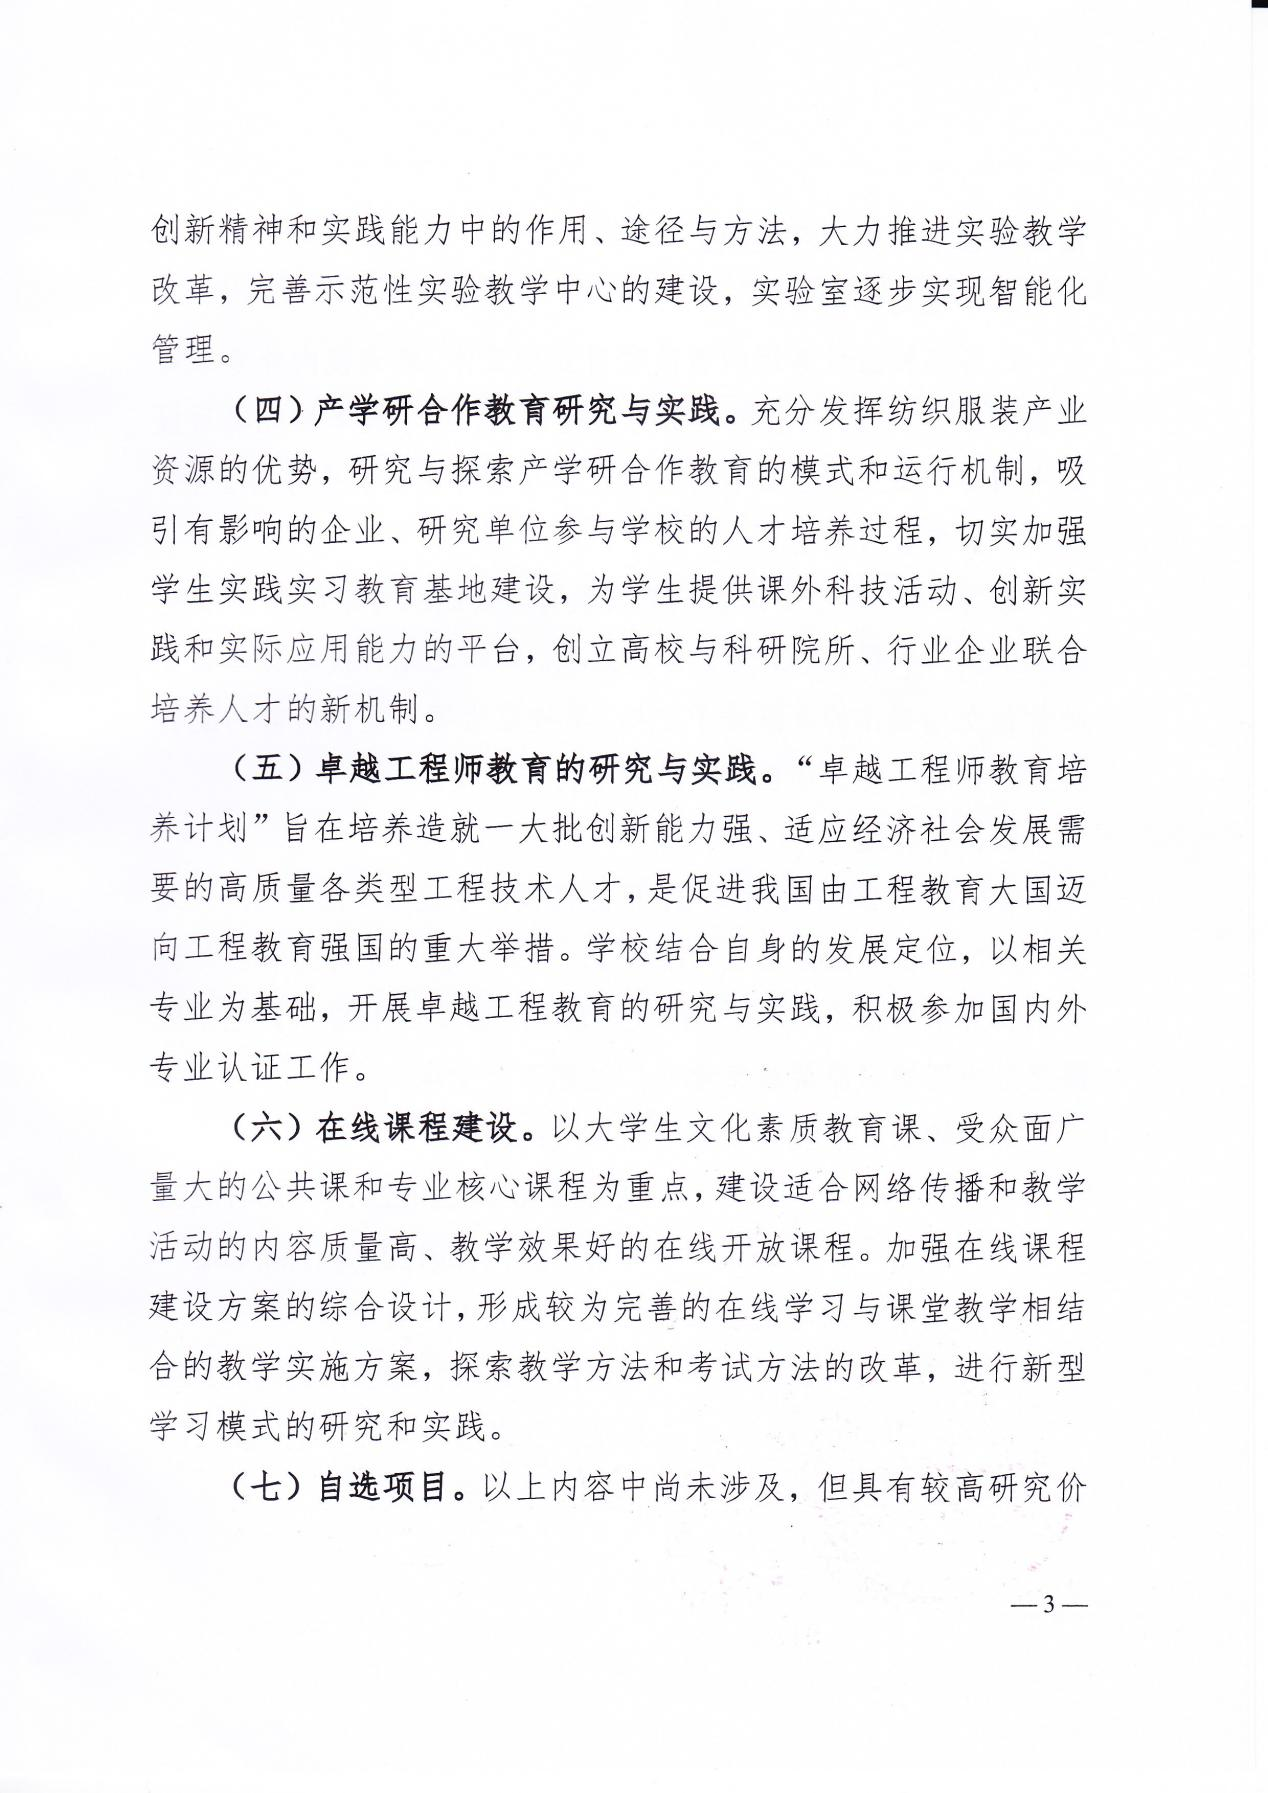 创新精神和实践能力中的作用、途径与方法，大力推进实验教学
改革，完善示范性实验教学中心的建设，实验室逐步实现智能化
管理。
（四）产学研合作教育研究与实践。充分发挥纺织服装产业
资源的优势，研究与探索产学研合作教育的模式和运行机制，吸
引有影响的企业、研究单位参与学校的人才培养过程，切实加强
学生实践实习教育基地建设，为学生提供课外科技活动、创新实
践和实际应用能力的平台，创立高校与科研院所、行业企业联合
培养人才的新机制。
（五）卓越工程师教育的研究与实践。“卓越工程师教育培
养计划”旨在培养造就一大批创新能力强、适应经济社会发展需
要的高质量各类型工程技术人才，是促进我国由工程教育大国迈
向工程教育强国的重大举措。学校结合自身的发展定位，以相关
专业为基础，开展卓越工程教育的研究与实践，积极参加国内外
专业认证工作。
（六）在线课程建设。以大学生文化素质教育课、受众面广
量大的公共课和专业核心课程为重点，建设适合网络传播和教学
活动的内容质量高、教学效果好的在线开放课程。加强在线课程
建设方案的综合设计，形成较为完善的在线学习与课堂教学相结
合的教学实施方案，探索教学方法和考试方法的改革，进行新型
学习模式的研究和实践。
（七）自选项目。以上内容中尚未涉及，但具有较高研究价
—3—